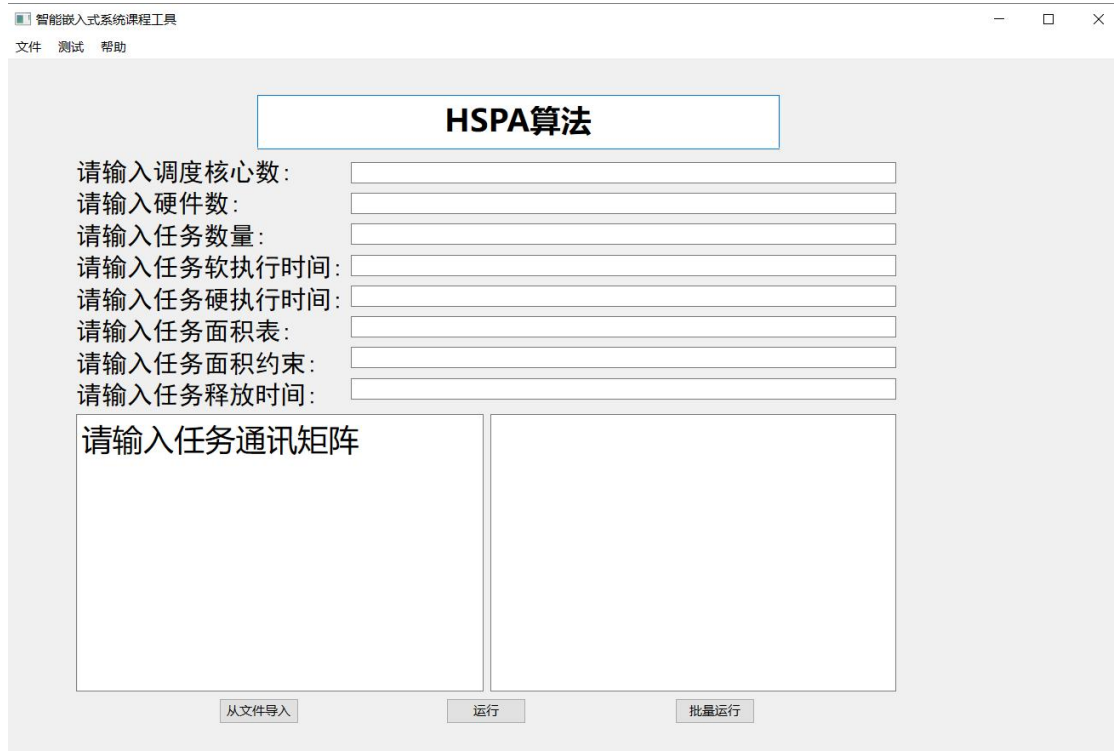 智能嵌入式系统课程工具
文件 测试 帮助
HSPA算法
请输入调度核心数:
请输入硬件数:
请输入任务数量:
请输入任务软执行时间:
请输入任务硬执行时间:
请输入任务面积表:
请输入任务面积约束:
请输入任务释放时间:
请输入任务通讯矩阵
从文件导入 运行 批量运行